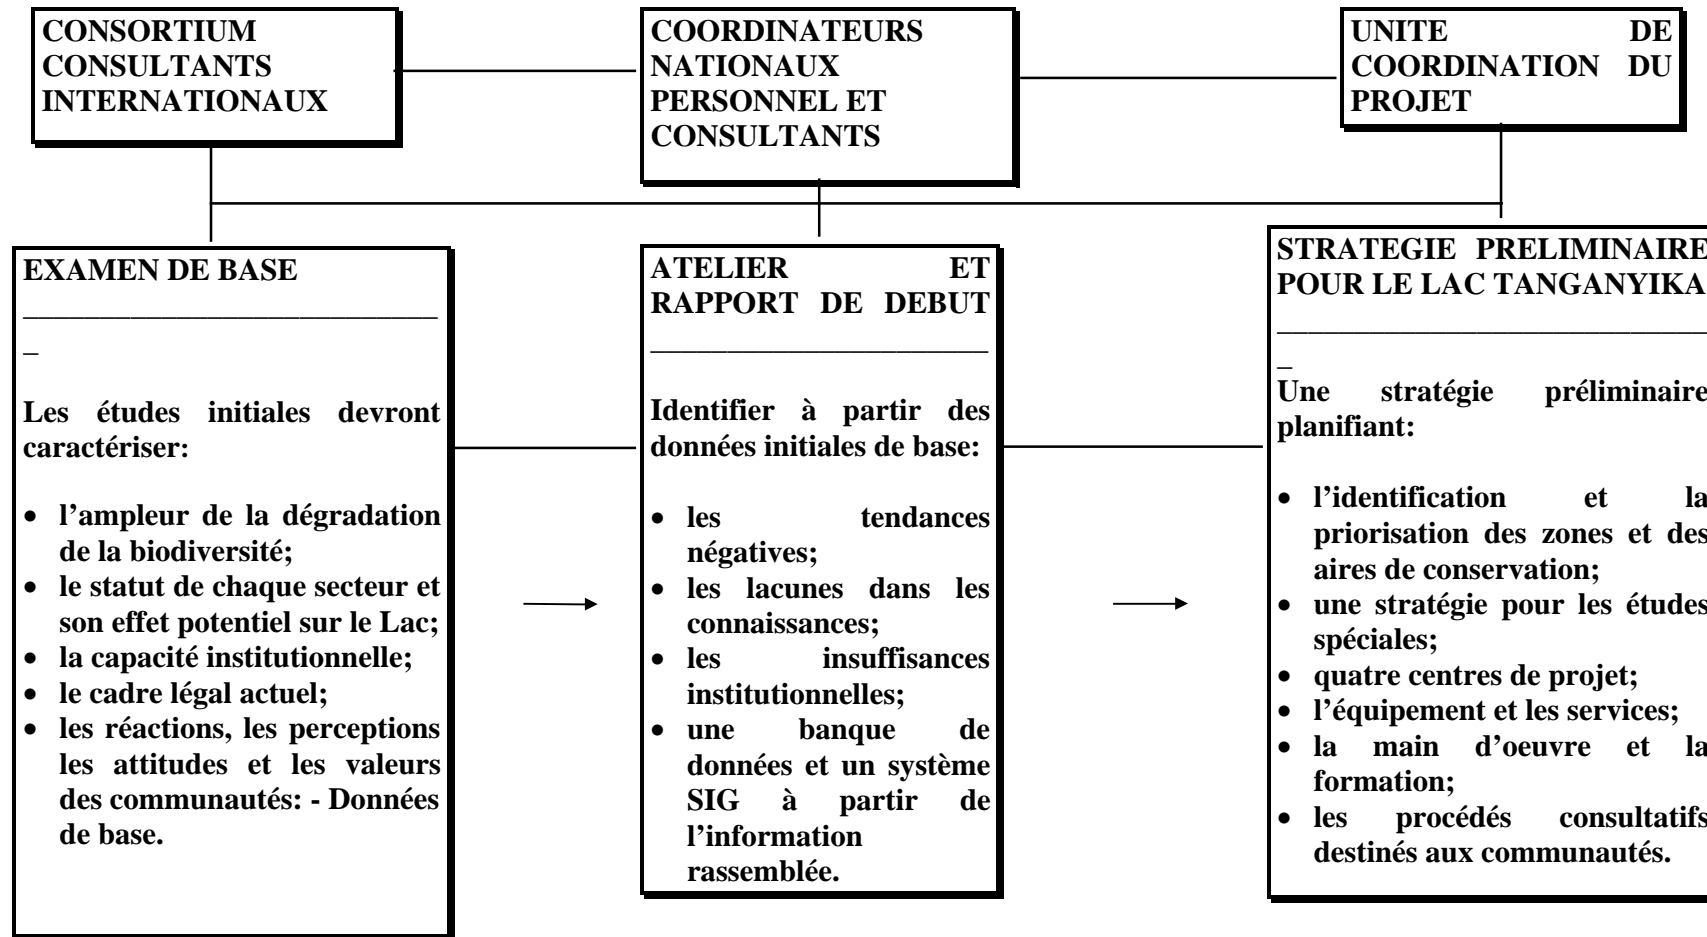 CONSORTIUM
CONSULTANTS
INTERNATIONAUX
COORDINATEURS
NATIONAUX
PERSONNEL ET
CONSULTANTS
UNITE DE
COORDINATION DU
PROJET
EXAMEN DE BASE
___________________________
_
Les études initiales devront
caractériser:
• l’ampleur de la dégradation
de la biodiversité;
• le statut de chaque secteur et
son effet potentiel sur le Lac;
• la capacité institutionnelle;
• le cadre légal actuel;
• les réactions, les perceptions
les attitudes et les valeurs
des communautés: - Données
de base.
ATELIER ET
RAPPORT DE DEBUT
______________________
Identifier à partir des
données initiales de base:
• les tendances
négatives;
• les lacunes dans les
connaissances;
• les insuffisances
institutionnelles;
• une banque de
données et un système
SIG à partir de
l’information
rassemblée.
STRATEGIE PRELIMINAIRE
POUR LE LAC TANGANYIKA
____________________________
_
Une stratégie préliminaire
planifiant:
• l’identification et la
priorisation des zones et des
aires de conservation;
• une stratégie pour les études
spéciales;
• quatre centres de projet;
• l’équipement et les services;
• la main d’oeuvre et la
formation;
• les procédés consultatifs
destinés aux communautés.